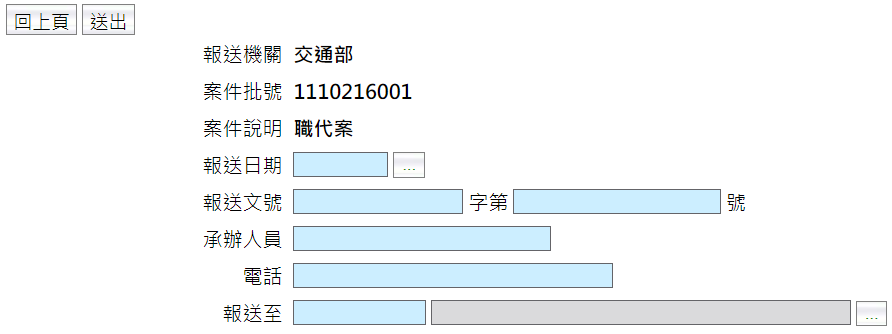 回上頁 送出
報送機關 交通部
案件批號 1110216001
案件說明 職代案
報送日期 ...
報送文號 字第 號
承辦人員
電話
報送至 ...